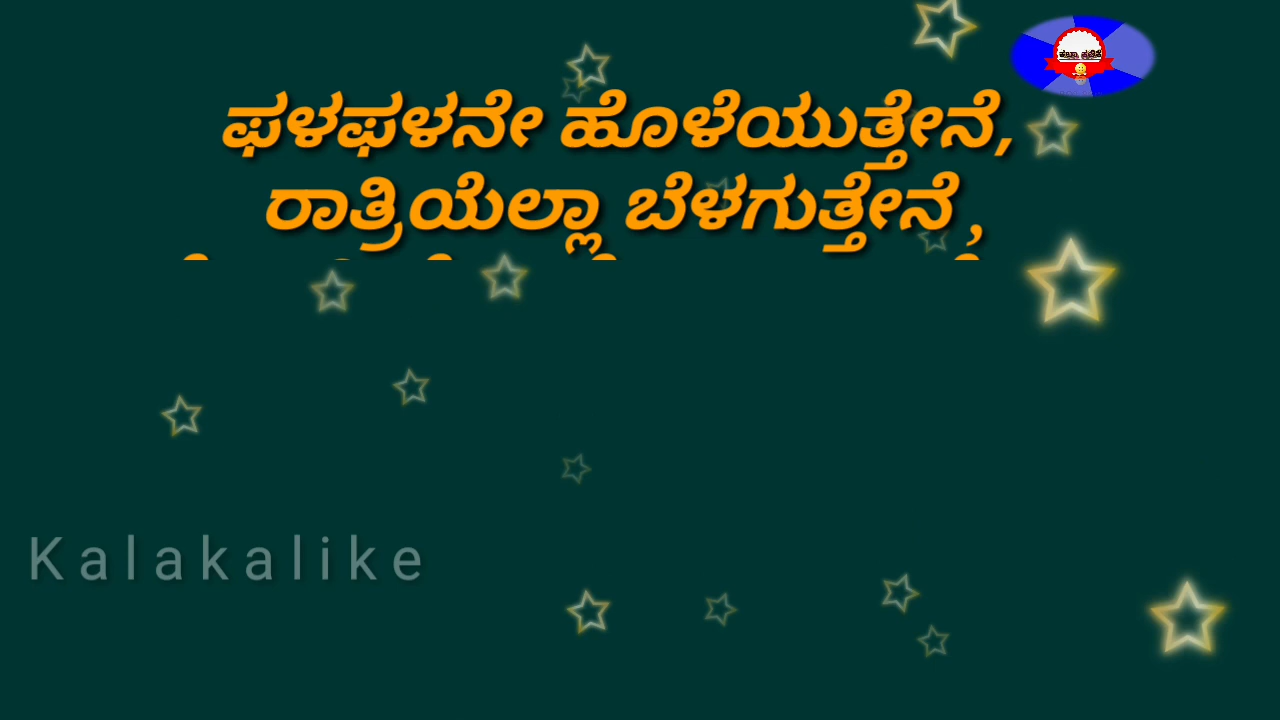 ಫಳಫಳನೇ ಹೊಳೆಯುತ್ತೇನೆ,
ರಾತ್ರಿಯೆಲ್ಲಾ ಬೆಳಗುತ್ತೇನೆ ,
Kalakalike